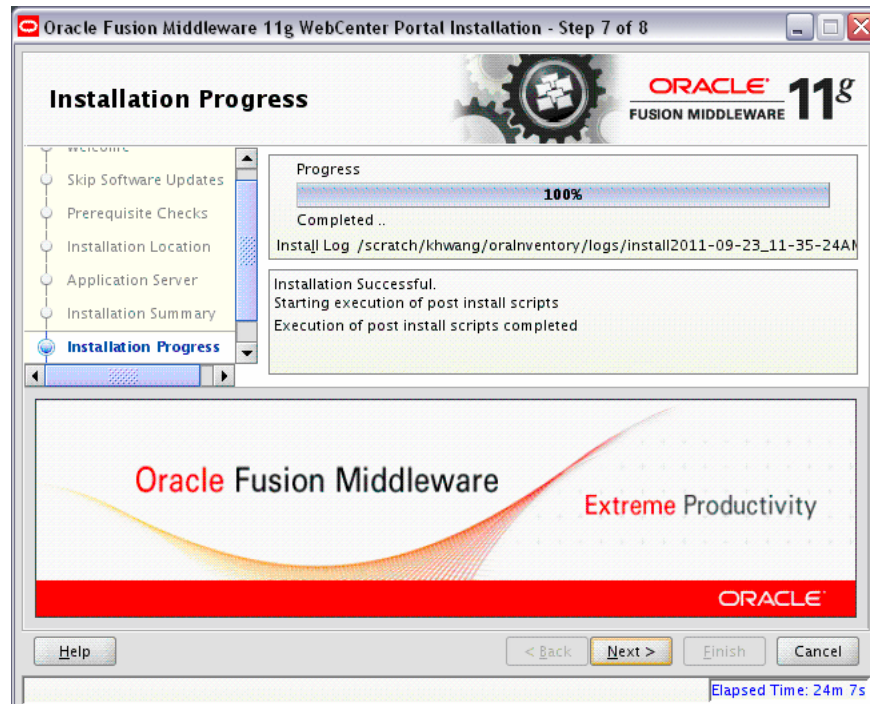 Oracle Fusion Middleware 11g WebCenter Portal Installation - Step 7 of 8
Installation Progress
ORACLE
FUSION MIDDLEWARE
11g
Welcome
Skip Software Updates
Prerequisite Checks
Installation Location
Application Server
Installation Summary
Installation Progress
Progress
100%
Completed ..
Install Log /scratch/khwang/oraInventory/logs/install2011-09-23_11-35-24AM
Installation Successful.
Starting execution of post install scripts
Execution of post install scripts completed
Oracle Fusion Middleware
Extreme Productivity
ORACLE
Help
< Back
Next >
Finish
Cancel
Elapsed Time: 24m 7s